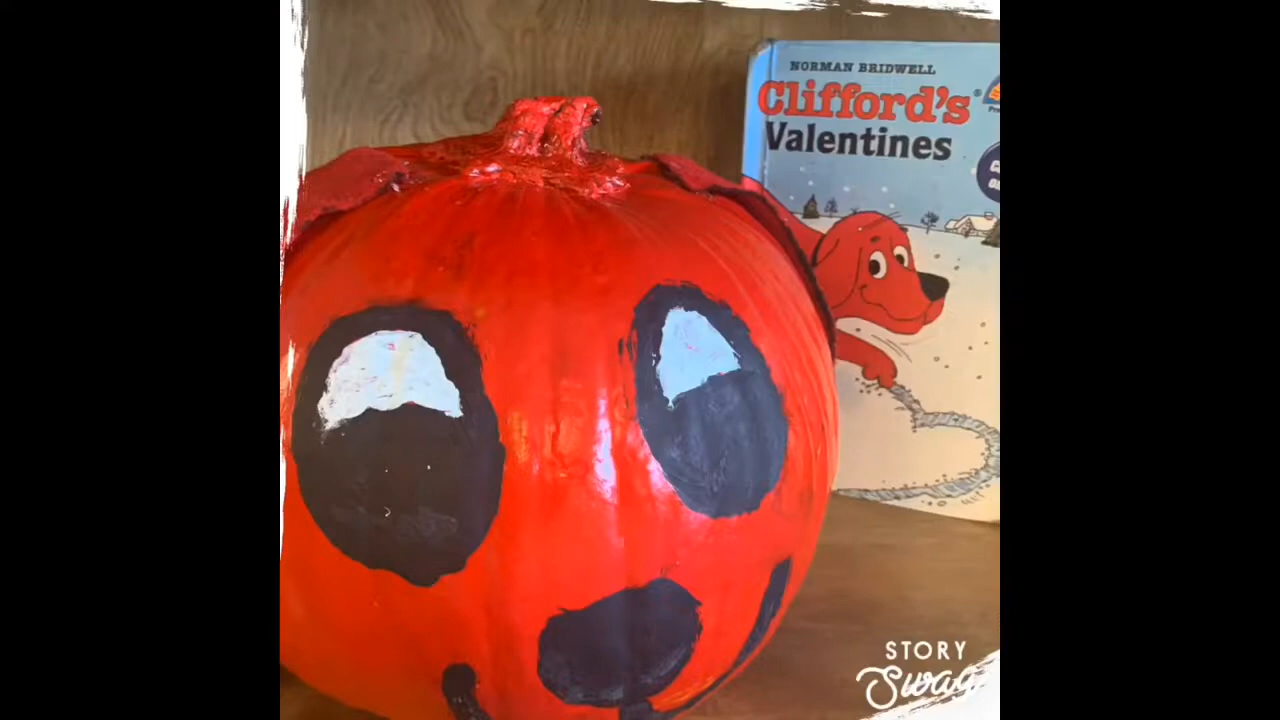 NORMAN BRIDWELL
Clifford's®
Valentines
STORY
Swag